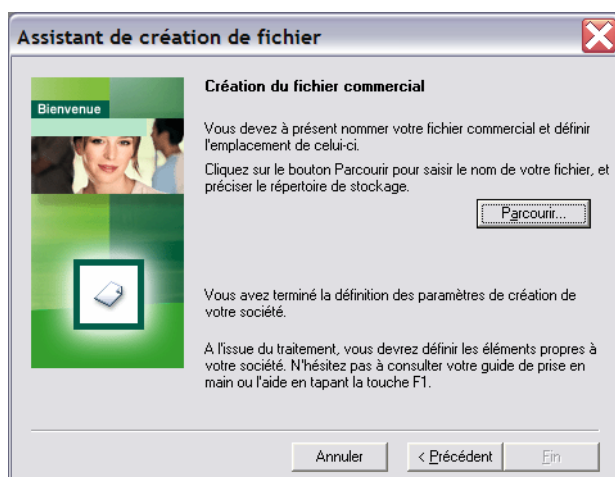 Assistant de création de fichier
Bienvenue
Création du fichier commercial
Vous devez à présent nommer votre fichier commercial et définir
l'emplacement de celui-ci.
Cliquez sur le bouton Parcourir pour saisir le nom de votre fichier, et
préciser le répertoire de stockage.
Parcourir...
Vous avez terminé la définition des paramètres de création de
votre société.
A l'issue du traitement, vous devrez définir les éléments propres à
votre société. N'hésitez pas à consulter votre guide de prise en
main ou l'aide en tapant la touche F1.
Annuler
< Précédent
Fin